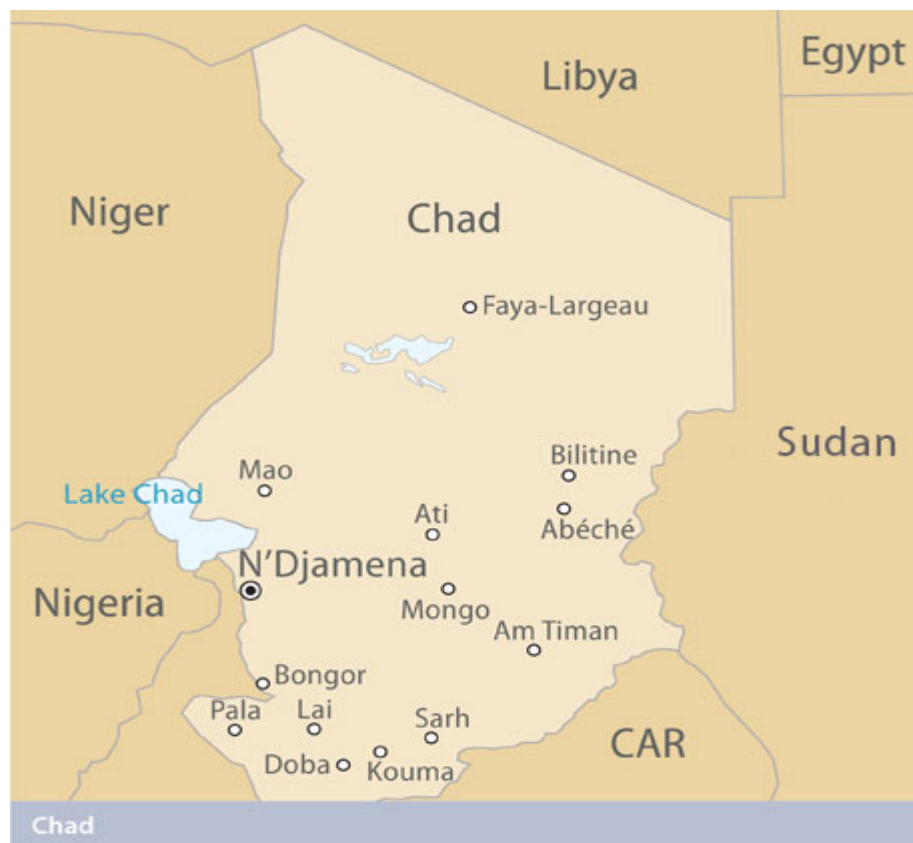 Egypt
Libya
Niger
Chad
Faya-Largeau
Sudan
Bilitine
Mao
Lake Chad
Ati
Abéché
N'Djamena
Nigeria
Mongo
Am Timan
Bongor
Pala
Lai
Sarh
CAR
Doba
Kouma
Chad